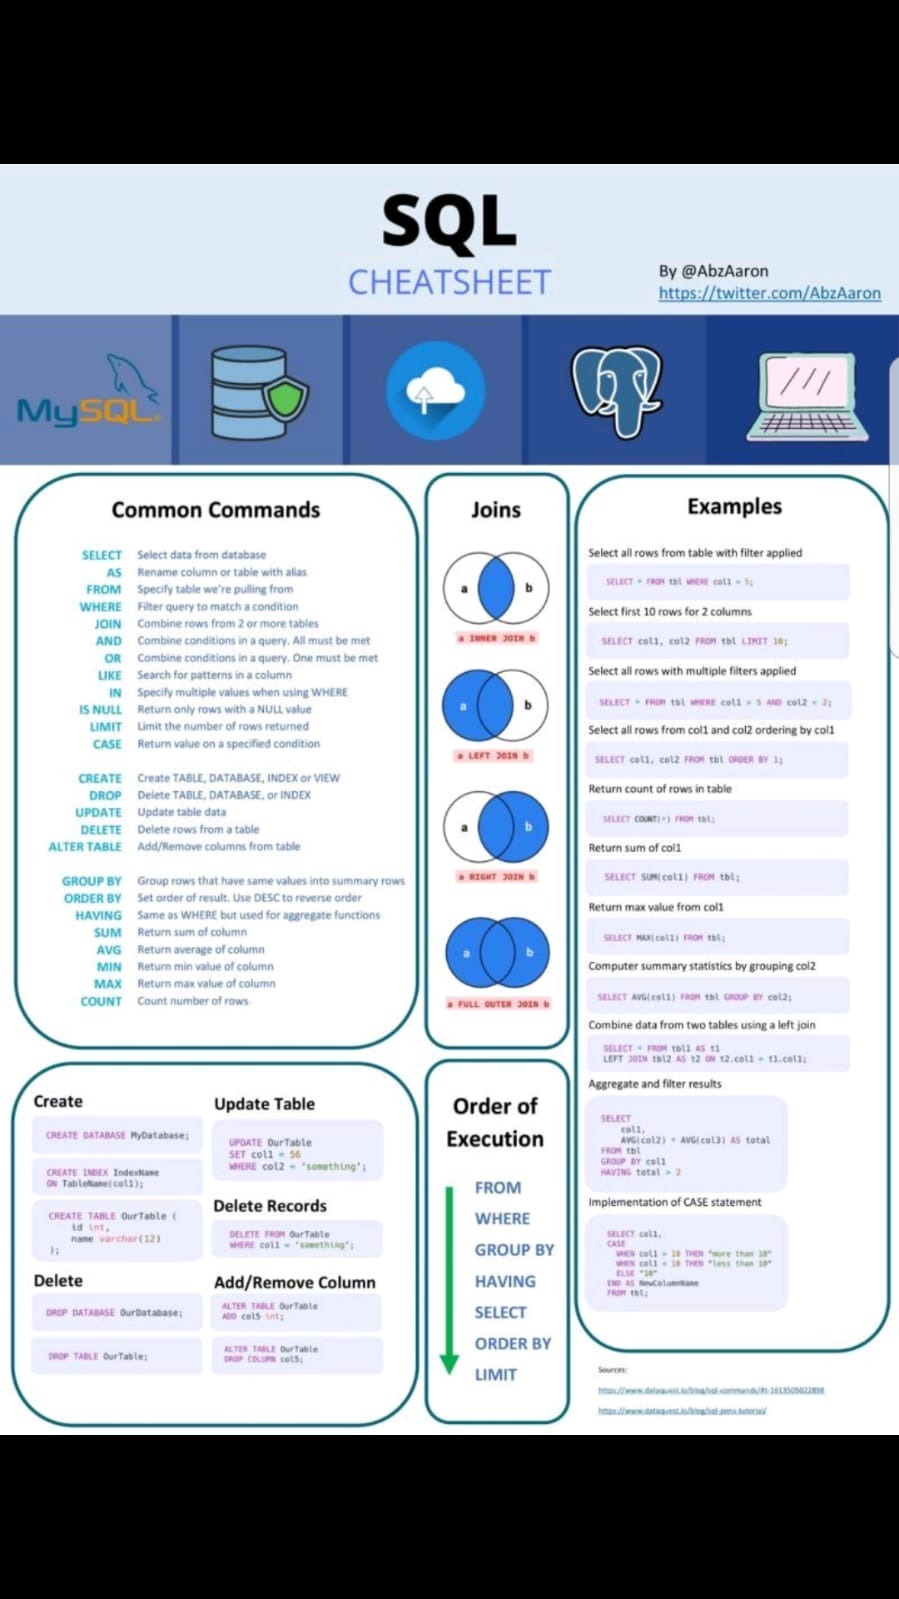 SQL
CHEATSHEET
By @AbzAaron
https://twitter.com/AbzAaron
MySQL
Common Commands
SELECT Select data from database
AS Rename column or table with alias
FROM Specify table we're pulling from
WHERE Filter query to match a condition
JOIN Combine rows from 2 or more tables
AND Combine conditions in a query. All must be met
OR Combine conditions in a query. One must be met
LIKE Search for patterns in a column
IN Specify multiple values when using WHERE
IS NULL Return only rows with a NULL value
LIMIT Limit the number of rows returned
CASE Return value on a specified condition
CREATE Create TABLE, DATABASE, INDEX or VIEW
DROP Delete TABLE, DATABASE, or INDEX
UPDATE Update table data
DELETE Delete rows from a table
ALTER TABLE Add/Remove columns from table
GROUP BY Group rows that have same values into summary rows
ORDER BY Set order of result. Use DESC to reverse order
HAVING Same as WHERE but used for aggregate functions
SUM Return sum of column
AVG Return average of column
MIN Return min value of column
MAX Return max value of column
COUNT Count number of rows
Joins
a b
a INNER JOIN b
a b
a LEFT JOIN b
a b
a RIGHT JOIN b
a b
a FULL OUTER JOIN b
Examples
Select all rows from table with filter applied
SELECT * FROM tbl WHERE col1 > 5;
Select first 10 rows for 2 columns
SELECT col1, col2 FROM tbl LIMIT 10;
Select all rows with multiple filters applied
SELECT * FROM tbl WHERE col1 > 5 AND col2 < 2;
Select all rows from col1 and col2 ordering by col1
SELECT col1, col2 FROM tbl ORDER BY 1;
Return count of rows in table
SELECT COUNT(*) FROM tbl;
Return sum of col1
SELECT SUM(col1) FROM tbl;
Return max value from col1
SELECT MAX(col1) FROM tbl;
Computer summary statistics by grouping col2
SELECT AVG(col1) FROM tbl GROUP BY col2;
Combine data from two tables using a left join
SELECT * FROM tbl1 AS t1
LEFT JOIN tbl2 AS t2 ON t2.col1 = t1.col1;
Aggregate and filter results
SELECT
col1,
AVG(col2) * AVG(col3) AS total
FROM tbl
GROUP BY col1
HAVING total > 2
Implementation of CASE statement
SELECT col1,
CASE
WHEN col1 > 10 THEN "more than 10"
WHEN col1 < 10 THEN "less than 10"
ELSE "10"
END AS NewColumnName
FROM tbl;
Create
CREATE DATABASE MyDatabase;
CREATE INDEX IndexName
ON TableName(col1);
CREATE TABLE OurTable (
id int,
name varchar(12)
);
Delete
DROP DATABASE OurDatabase;
DROP TABLE OurTable;
Update Table
UPDATE OurTable
SET col1 = 56
WHERE col2 = 'something';
Delete Records
DELETE FROM OurTable
WHERE col1 = 'something';
Add/Remove Column
ALTER TABLE OurTable
ADD col5 int;
ALTER TABLE OurTable
DROP COLUMN col5;
Order of
Execution
FROM
WHERE
GROUP BY
HAVING
SELECT
ORDER BY
LIMIT
Sources:
https://www.dataquest.io/blog/sql-commands/#t-1613505022898
https://www.dataquest.io/blog/sql-joins-tutorial/